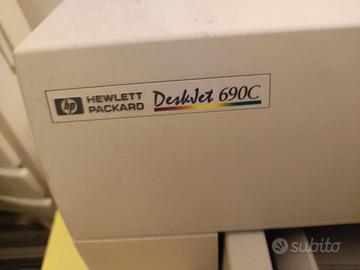 hp HEWLETT
PACKARD
DeskJet 690C
subito